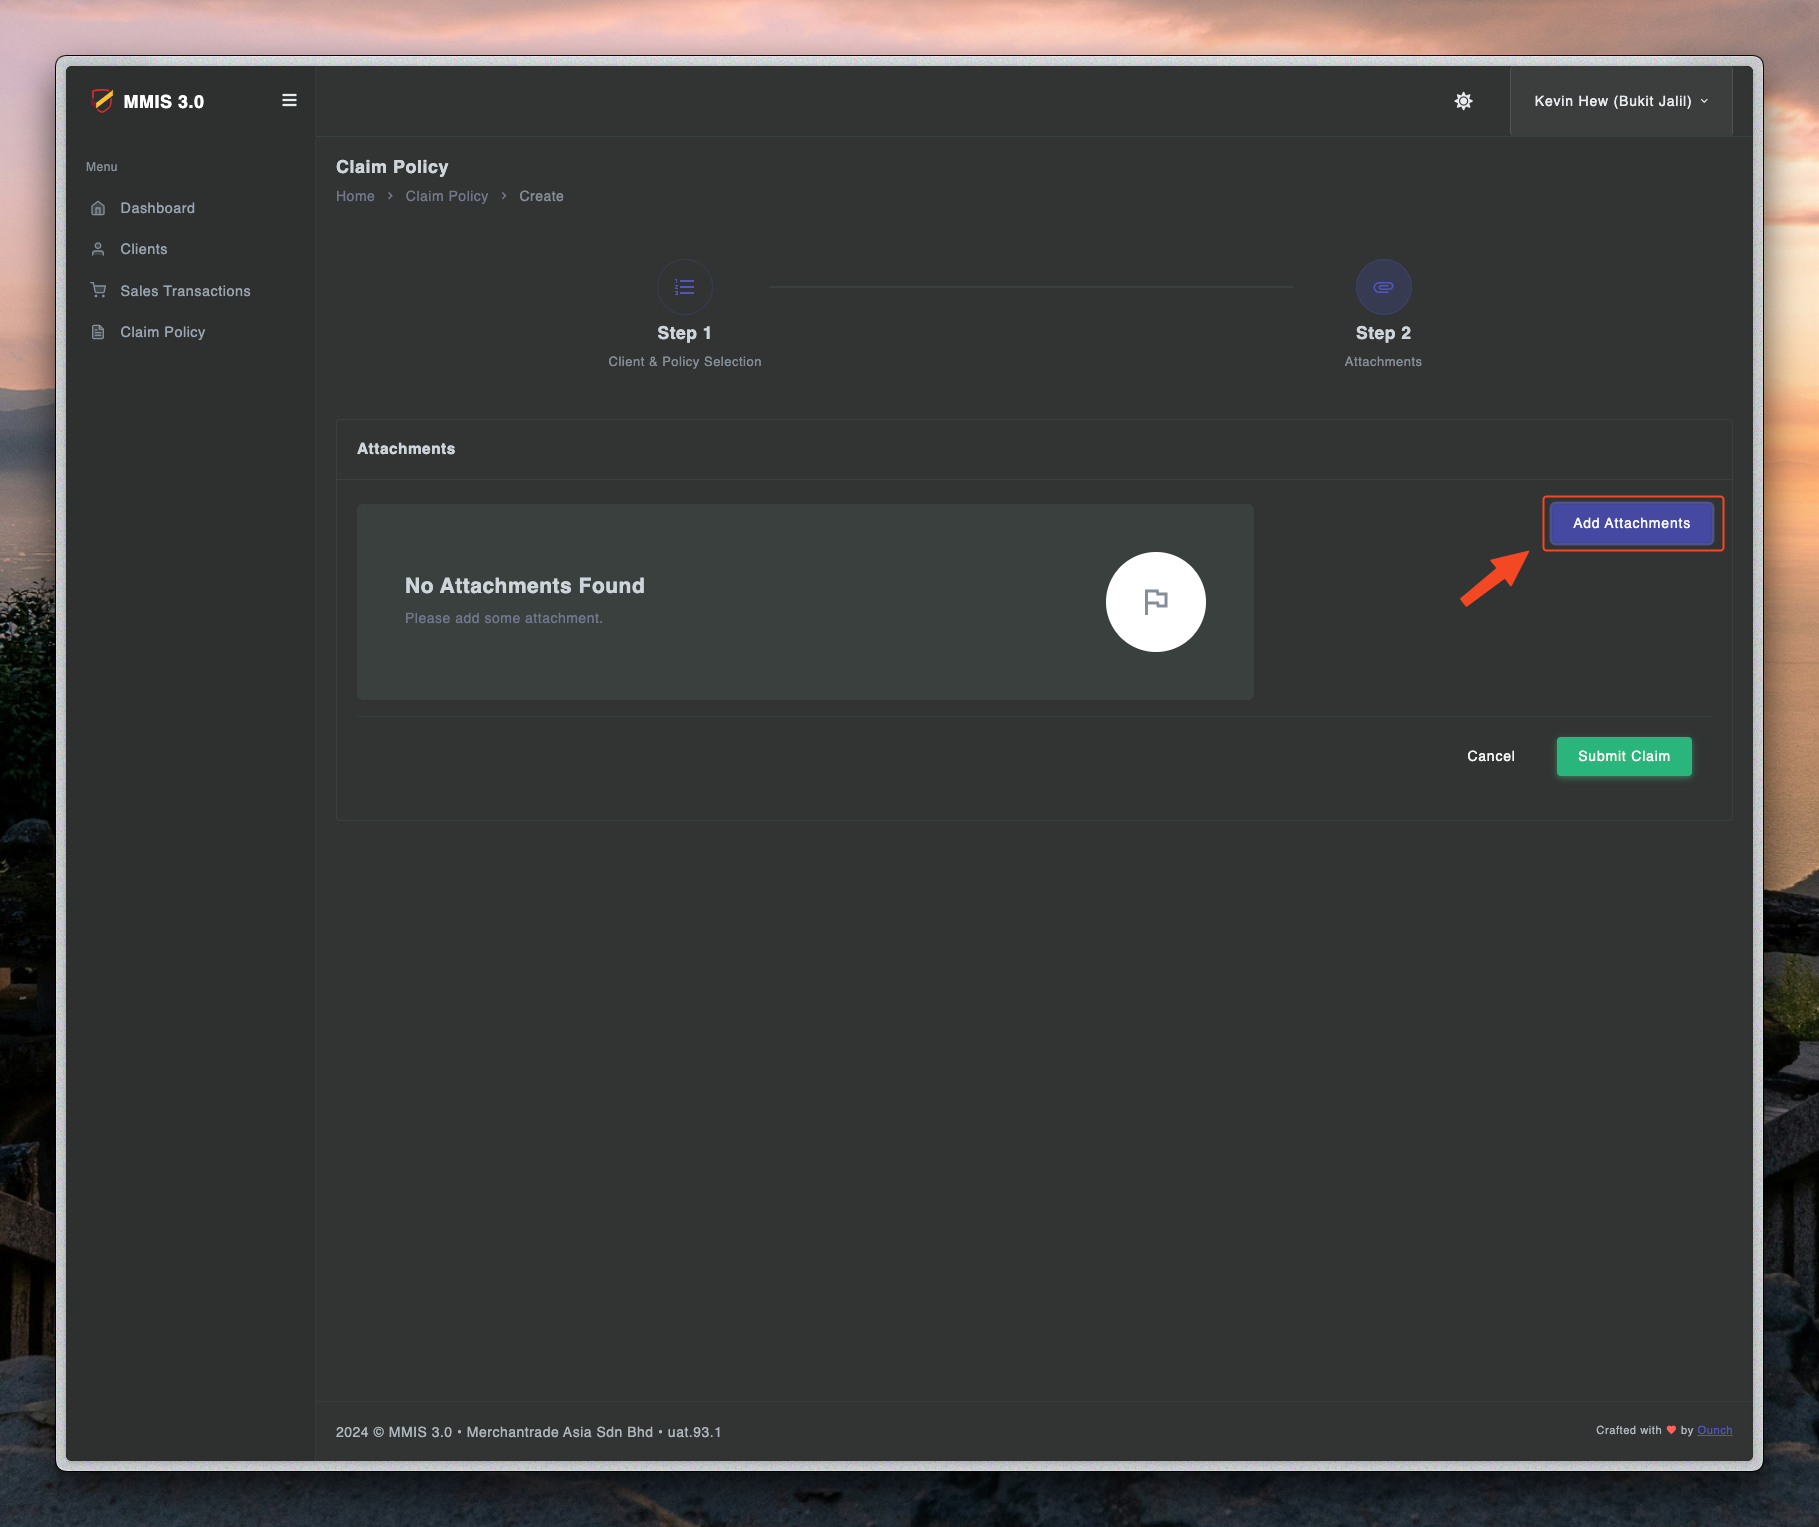 MMIS 3.0
Kevin Hew (Bukit Jalil)
Menu
Dashboard
Clients
Sales Transactions
Claim Policy
Claim Policy
Home > Claim Policy > Create
Step 1
Client & Policy Selection
Step 2
Attachments
Attachments
Add Attachments
No Attachments Found
Please add some attachment.
Cancel
Submit Claim
2024 © MMIS 3.0 • Merchantrade Asia Sdn Bhd • uat.93.1
Crafted with ♥ by Ounch